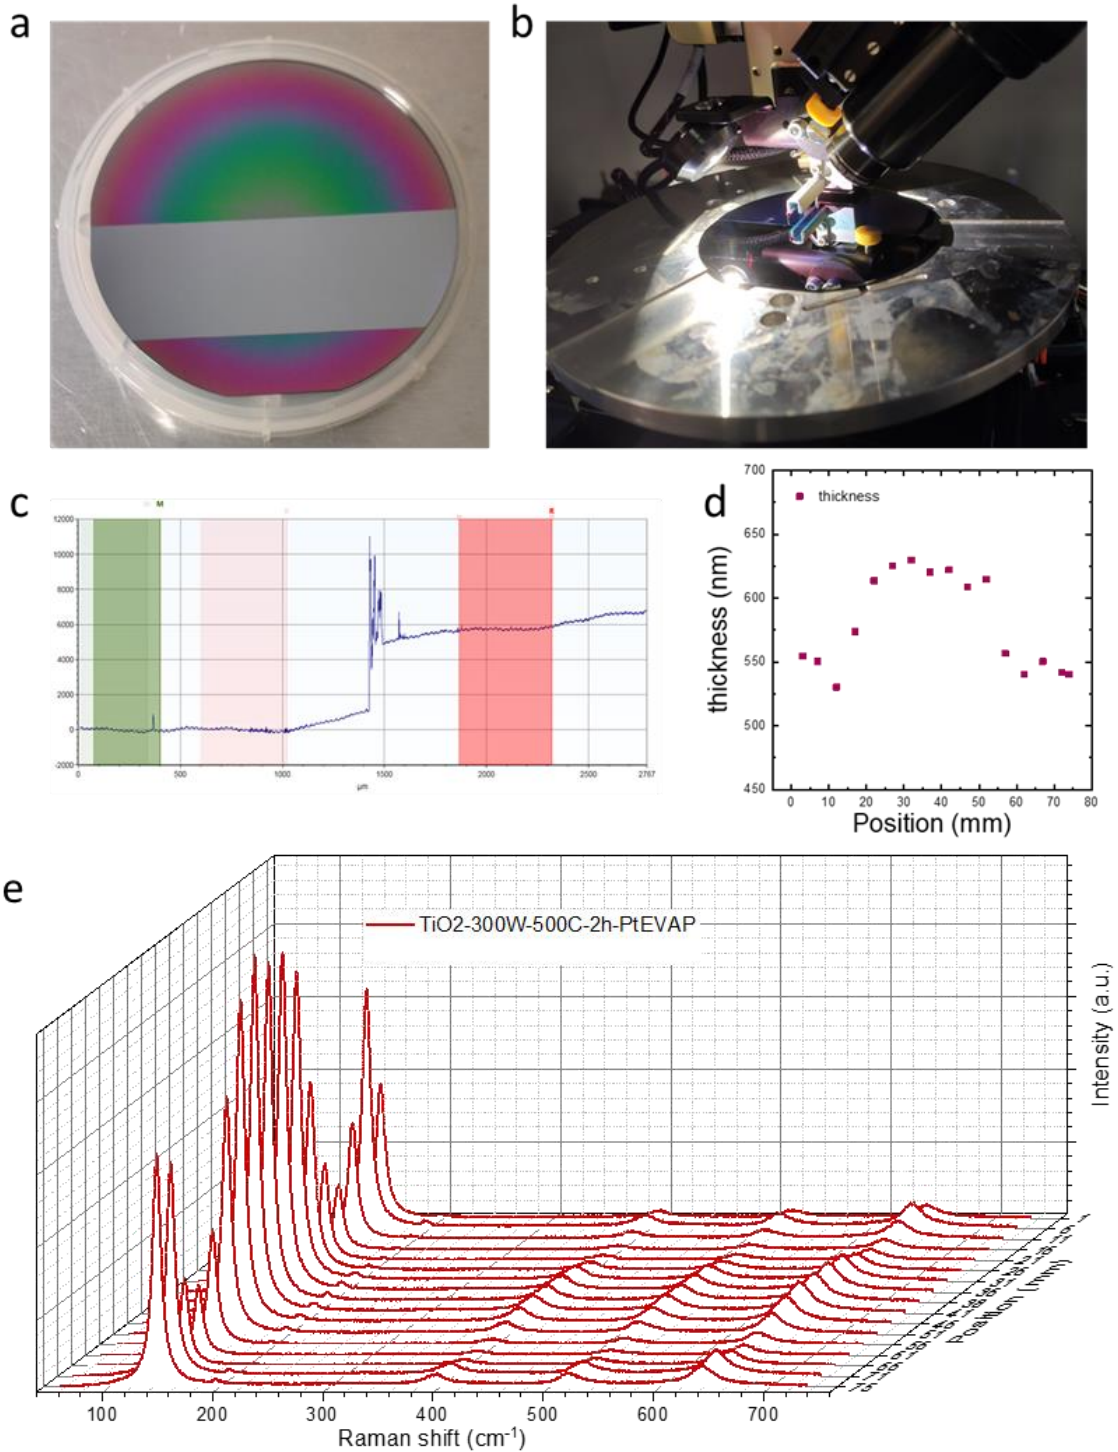 a
b
c
M
12000
10000
8000
6000
4000
2000
0
-2000
0
500
1000
1500
2000
2500
2767
µm
d
700
650
600
550
500
450
thickness
thickness (nm)
0
10
20
30
40
50
60
70
80
Position (mm)
e
TiO2-300W-500C-2h-PtEVAP
Intensity (a.u.)
Position (mm)
100
200
300
400
500
600
700
Raman shift (cm⁻¹)